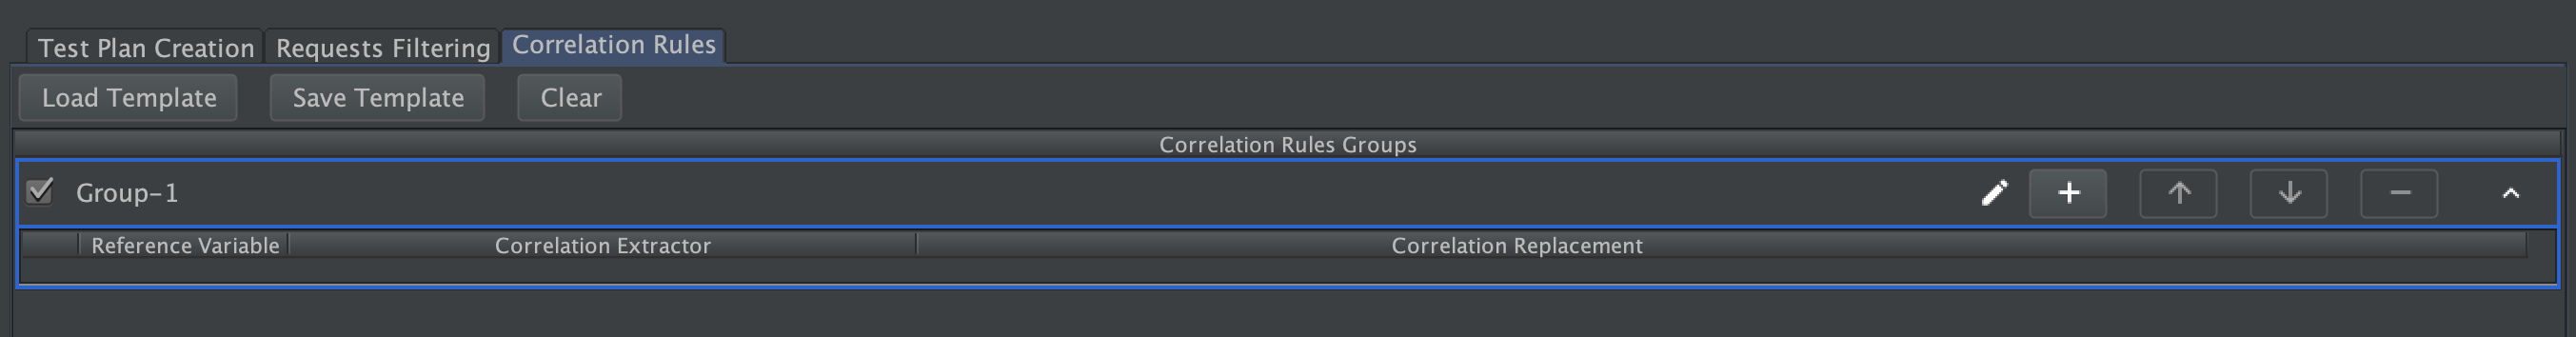 Test Plan Creation Requests Filtering Correlation Rules
Load Template Save Template Clear
Correlation Rules Groups
Group-1
Reference Variable Correlation Extractor Correlation Replacement